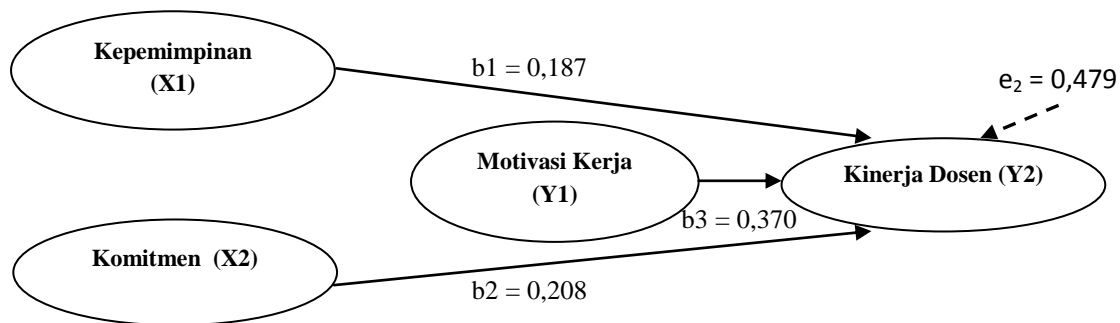 Kepemimpinan
(X1)
b1 = 0,187
e₂ = 0,479
Motivasi Kerja
(Y1)
Kinerja Dosen (Y2)
b3 = 0,370
Komitmen (X2)
b2 = 0,208